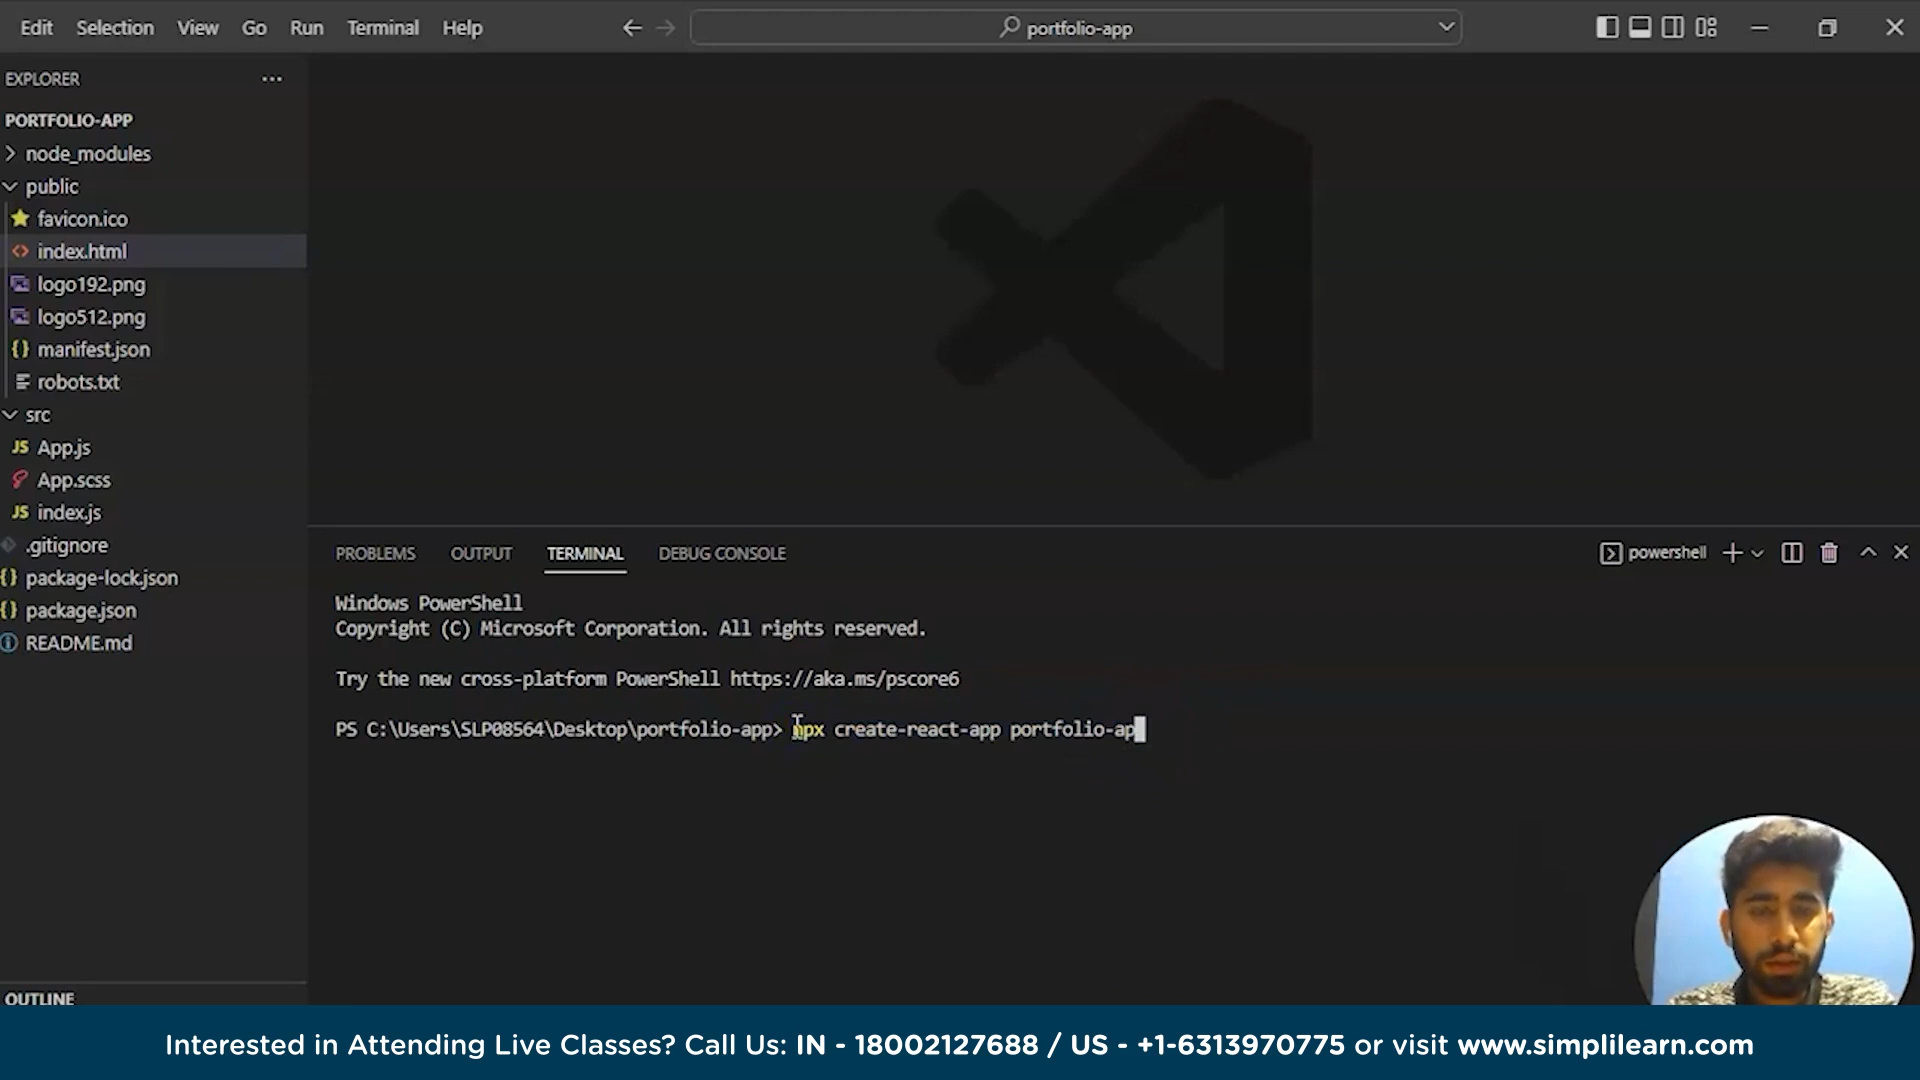 Edit Selection View Go Run Terminal Help
portfolio-app
EXPLORER
PORTFOLIO-APP
node_modules
public
favicon.ico
index.html
logo192.png
logo512.png
manifest.json
robots.txt
src
JS App.js
App.scss
JS index.js
.gitignore
{} package-lock.json
{} package.json
README.md
OUTLINE
PROBLEMS OUTPUT TERMINAL DEBUG CONSOLE
powershell
Windows PowerShell
Copyright (C) Microsoft Corporation. All rights reserved.
Try the new cross-platform PowerShell https://aka.ms/pscore6
PS C:\Users\SLP08564\Desktop\portfolio-app> npx create-react-app portfolio-ap
Interested in Attending Live Classes? Call Us: IN - 18002127688 / US - +1-6313970775 or visit www.simplilearn.com